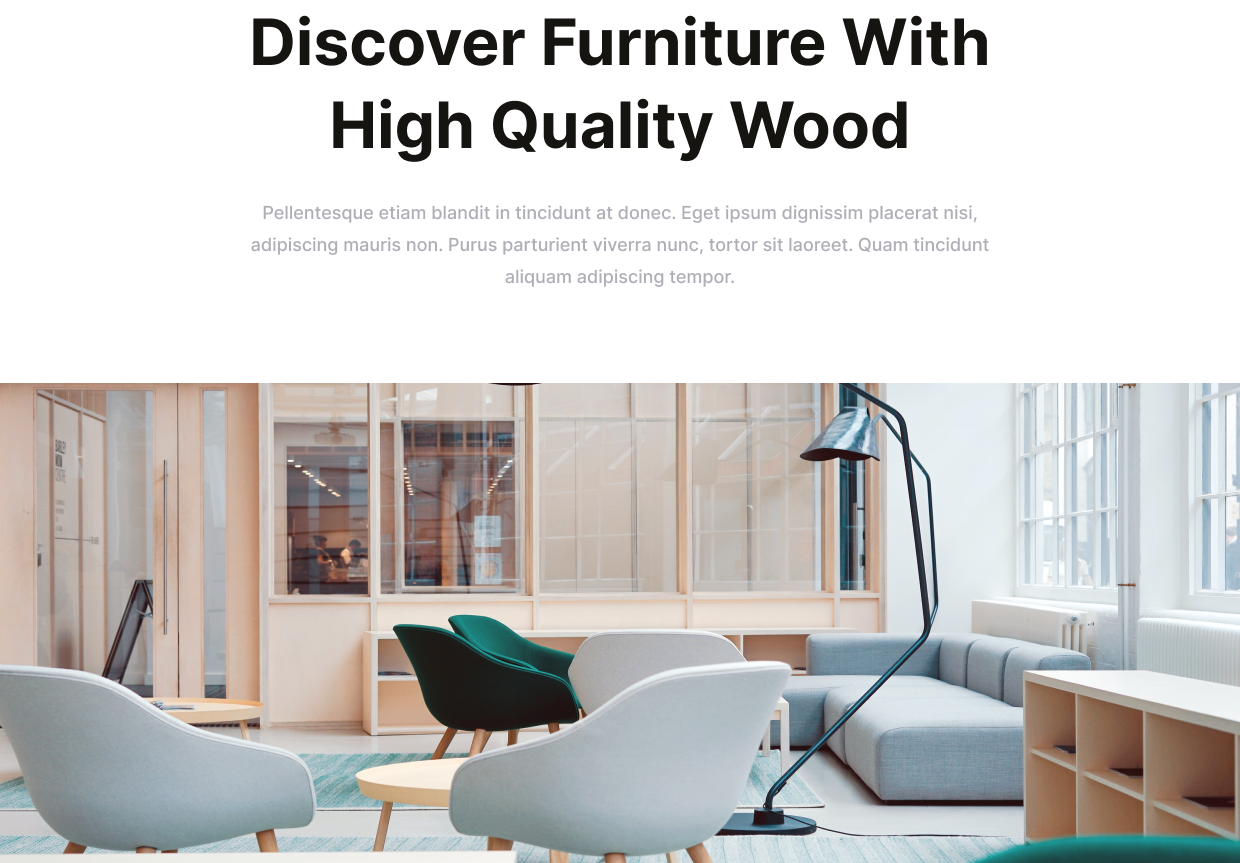 Discover Furniture With
High Quality Wood
Pellentesque etiam blandit in tincidunt at donec. Eget ipsum dignissim placerat nisi,
adipiscing mauris non. Purus parturient viverra nunc, tortor sit laoreet. Quam tincidunt
aliquam adipiscing tempor.